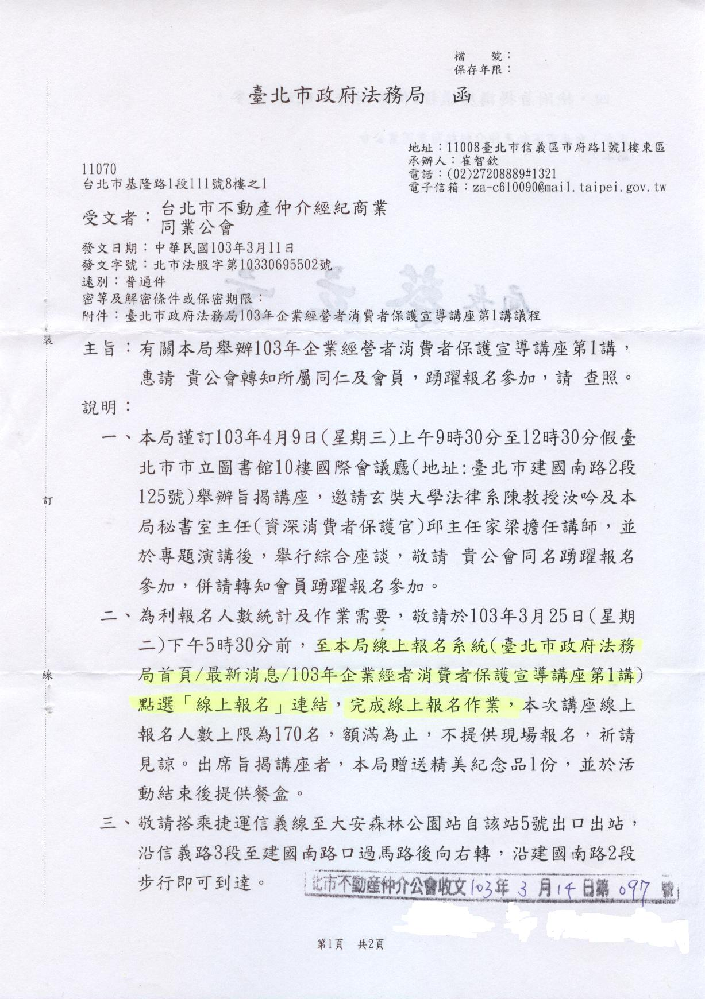 檔　　號：
保存年限：
臺北市政府法務局　函
地址：11008臺北市信義區市府路1號1樓東區
承辦人：崔智欽
電話：(02)27208889#1321
電子信箱：za-c610090@mail.taipei.gov.tw
11070
台北市基隆路1段111號8樓之1
受文者：台北市不動產仲介經紀商業
同業公會
發文日期：中華民國103年3月11日
發文字號：北市法服字第10330695502號
速別：普通件
密等及解密條件或保密期限：
附件：臺北市政府法務局103年企業經營者消費者保護宣導講座第1講議程
主旨：有關本局舉辦103年企業經營者消費者保護宣導講座第1講，
惠請 貴公會轉知所屬同仁及會員，踴躍報名參加，請 查照。
說明：
一、本局謹訂103年4月9日(星期三)上午9時30分至12時30分假臺
北市市立圖書館10樓國際會議廳(地址:臺北市建國南路2段
125號)舉辦旨揭講座，邀請玄奘大學法律系陳教授汝吟及本
局秘書室主任(資深消費者保護官)邱主任家梁擔任講師，並
於專題演講後，舉行綜合座談，敬請 貴公會同名踴躍報名
參加，併請轉知會員踴躍報名參加。
二、為利報名人數統計及作業需要，敬請於103年3月25日(星期
二)下午5時30分前，至本局線上報名系統(臺北市政府法務
局首頁/最新消息/103年企業經者消費者保護宣導講座第1講)
點選「線上報名」連結，完成線上報名作業，本次講座線上
報名人數上限為170名，額滿為止，不提供現場報名，祈請
見諒。出席旨揭講座者，本局贈送精美紀念品1份，並於活
動結束後提供餐盒。
三、敬請搭乘捷運信義線至大安森林公園站自該站5號出口出站，
沿信義路3段至建國南路口過馬路後向右轉，沿建國南路2段
步行即可到達。
北市不動產仲介公會收文103年3月14日第097號
第1頁　共2頁
裝
訂
線